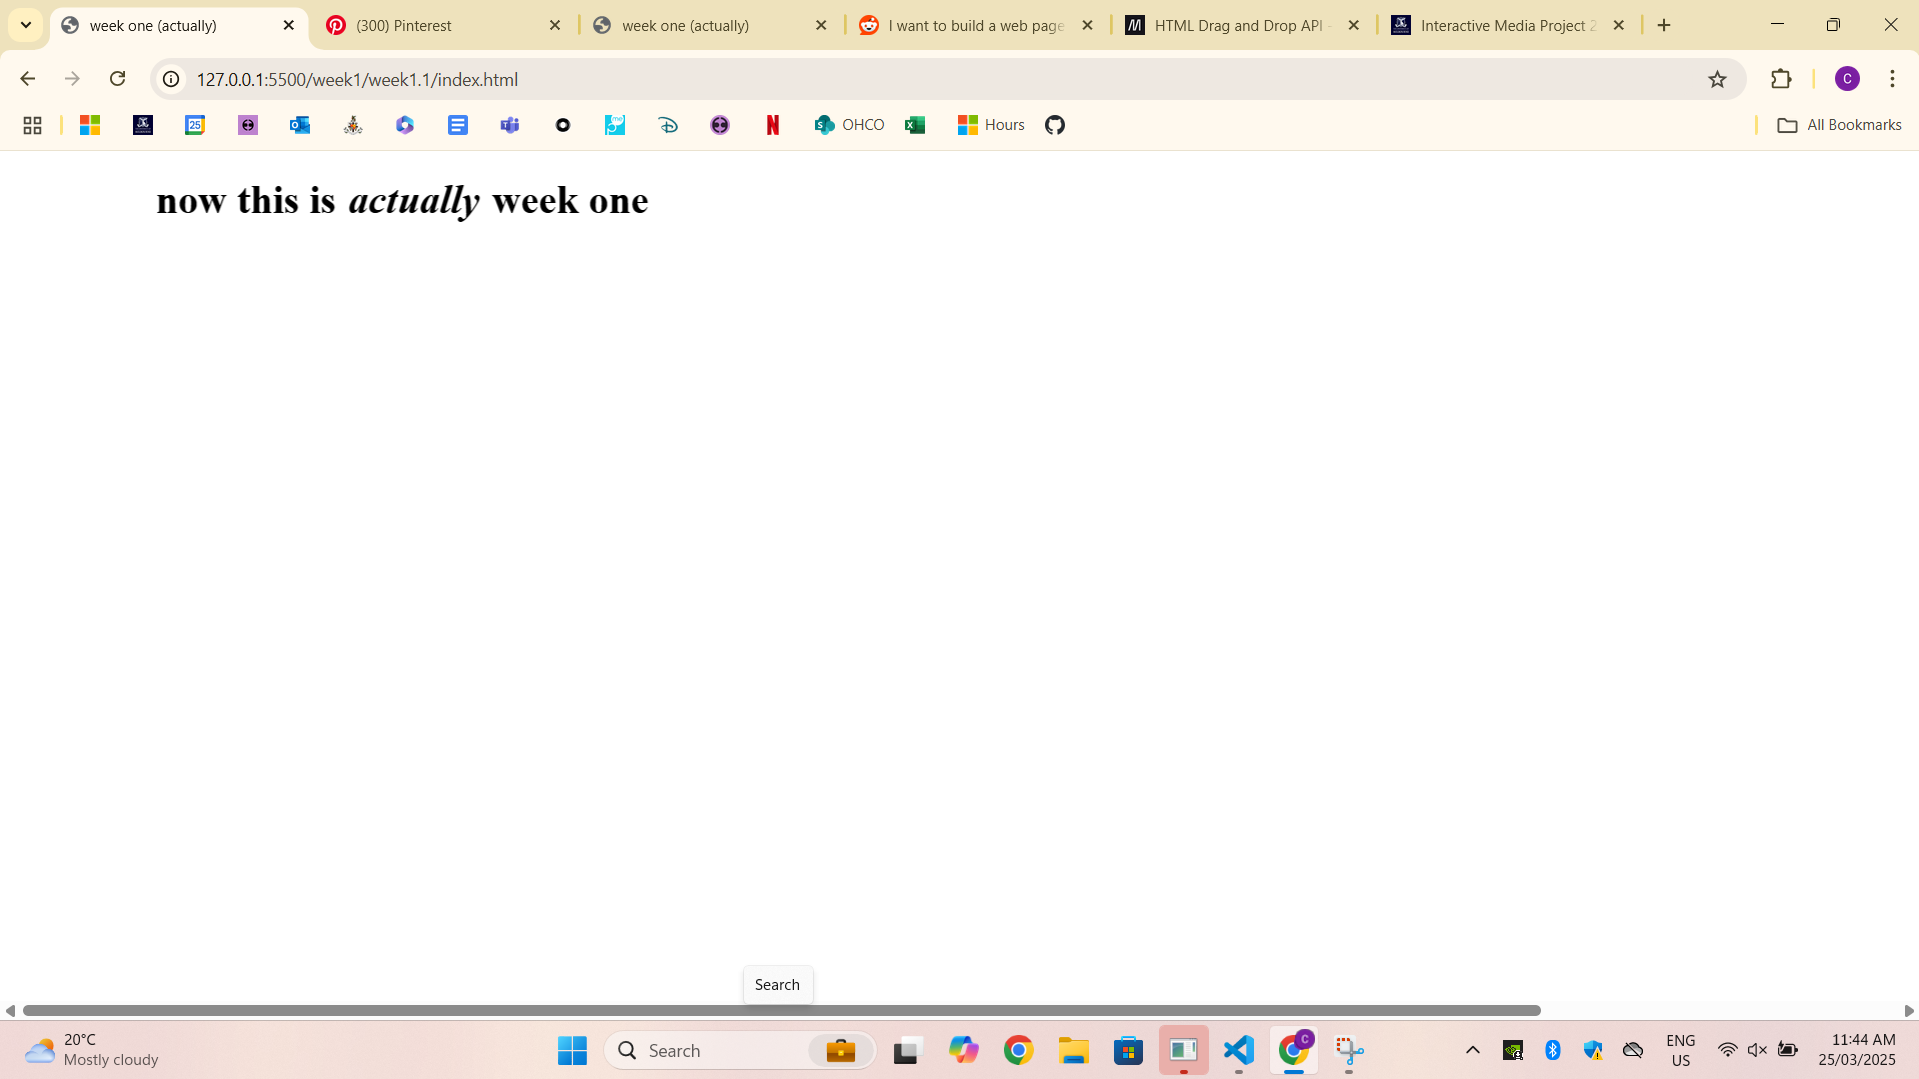 week one (actually)
(300) Pinterest
week one (actually)
I want to build a web page
HTML Drag and Drop API -
Interactive Media Project 2
127.0.0.1:5500/week1/week1.1/index.html
C
25
OHCO
Hours
All Bookmarks
now this is actually week one
Search
20°C
Mostly cloudy
Search
C
ENG
US
11:44 AM
25/03/2025